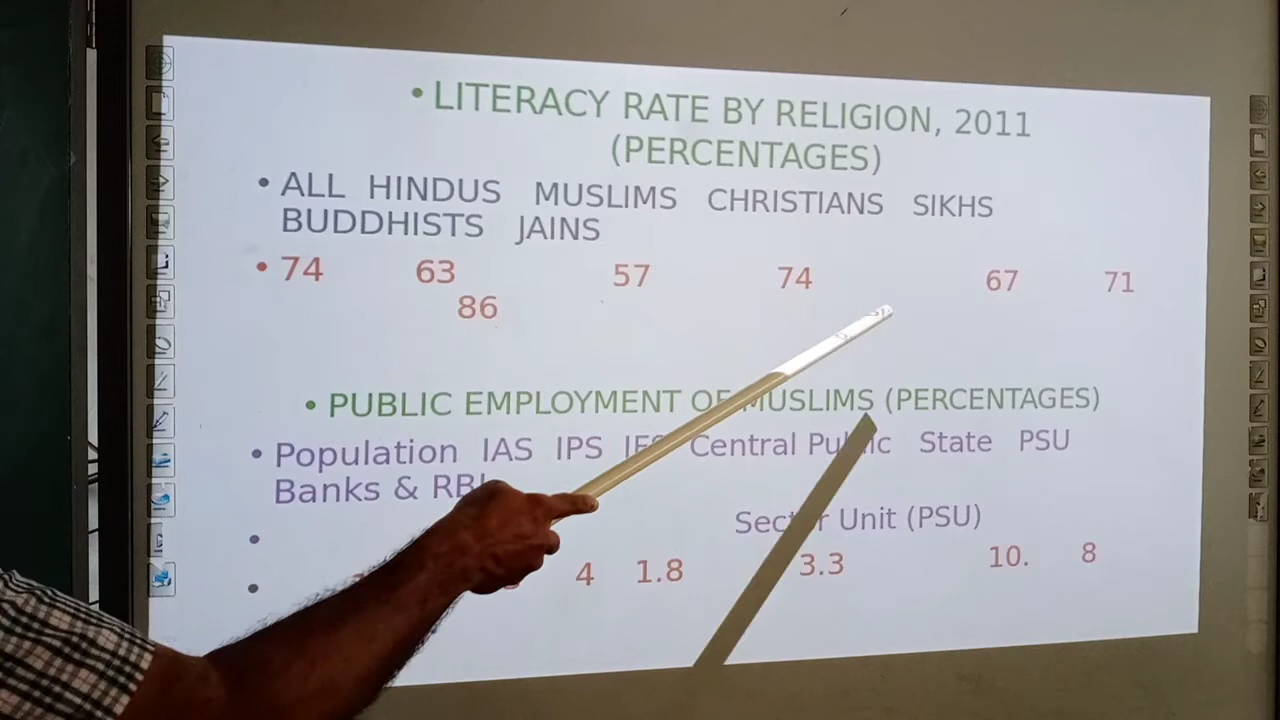 • LITERACY RATE BY RELIGION, 2011
(PERCENTAGES)
• ALL HINDUS MUSLIMS CHRISTIANS SIKHS
BUDDHISTS JAINS
• 74 63 57 74 67 71
86
• PUBLIC EMPLOYMENT OF MUSLIMS (PERCENTAGES)
• Population IAS IPS IFS Central Public State PSU
Banks & RBI
• Sector Unit (PSU)
• 4 1.8 3.3 10. 8